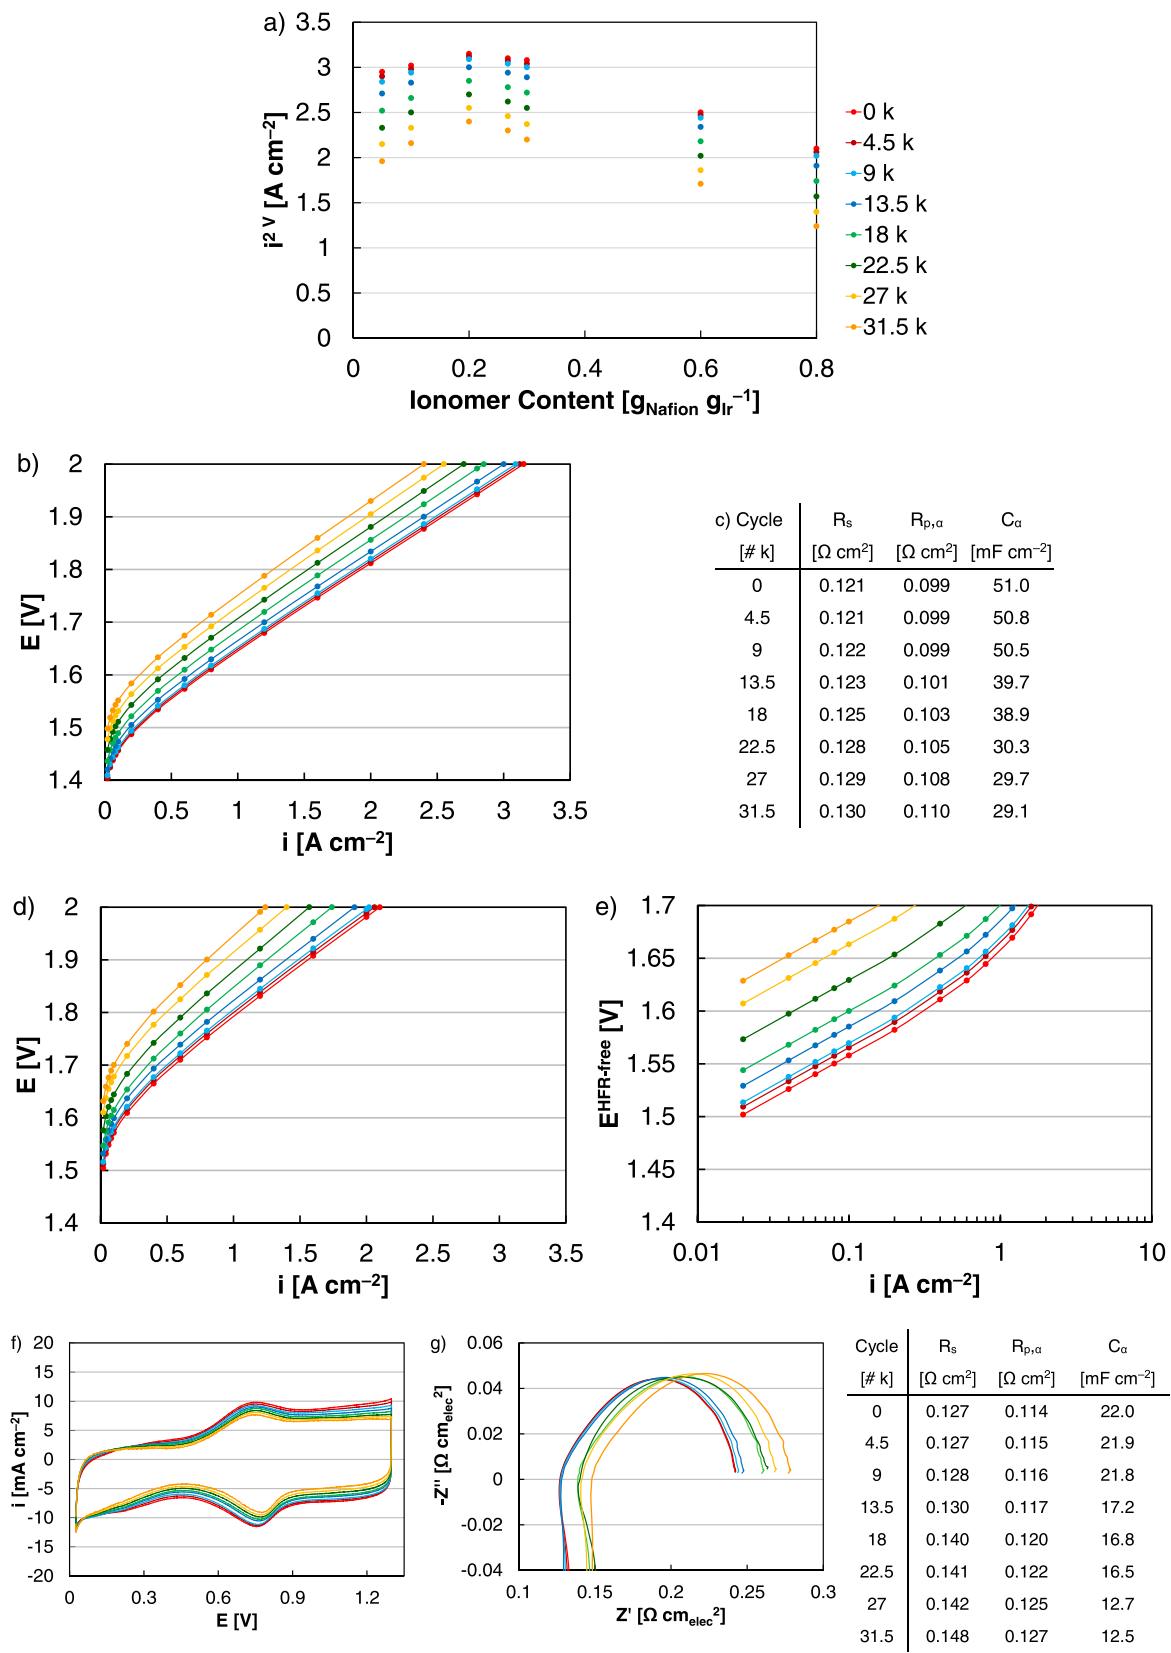 a)
3.5
3
2.5
2
1.5
1
0.5
0
i2 V [A cm−2]
0 0.2 0.4 0.6 0.8
Ionomer Content [gNafion gIr−1]
0 k
4.5 k
9 k
13.5 k
18 k
22.5 k
27 k
31.5 k
b)
2
1.9
1.8
1.7
1.6
1.5
1.4
E [V]
0 0.5 1 1.5 2 2.5 3 3.5
i [A cm−2]
c) Cycle Rs Rp,α Cα
[# k] [Ω cm2] [Ω cm2] [mF cm−2]
0 0.121 0.099 51.0
4.5 0.121 0.099 50.8
9 0.122 0.099 50.5
13.5 0.123 0.101 39.7
18 0.125 0.103 38.9
22.5 0.128 0.105 30.3
27 0.129 0.108 29.7
31.5 0.130 0.110 29.1
d)
2
1.9
1.8
1.7
1.6
1.5
1.4
E [V]
0 0.5 1 1.5 2 2.5 3 3.5
i [A cm−2]
e)
1.7
1.65
1.6
1.55
1.5
1.45
1.4
EHFR-free [V]
0.01 0.1 1 10
i [A cm−2]
f)
20
15
10
5
0
-5
-10
-15
-20
i [mA cm−2]
0 0.3 0.6 0.9 1.2
E [V]
g)
0.06
0.04
0.02
0
-0.02
-0.04
-Z'' [Ω cmelec2]
0.1 0.15 0.2 0.25 0.3
Z' [Ω cmelec2]
Cycle Rs Rp,α Cα
[# k] [Ω cm2] [Ω cm2] [mF cm−2]
0 0.127 0.114 22.0
4.5 0.127 0.115 21.9
9 0.128 0.116 21.8
13.5 0.130 0.117 17.2
18 0.140 0.120 16.8
22.5 0.141 0.122 16.5
27 0.142 0.125 12.7
31.5 0.148 0.127 12.5